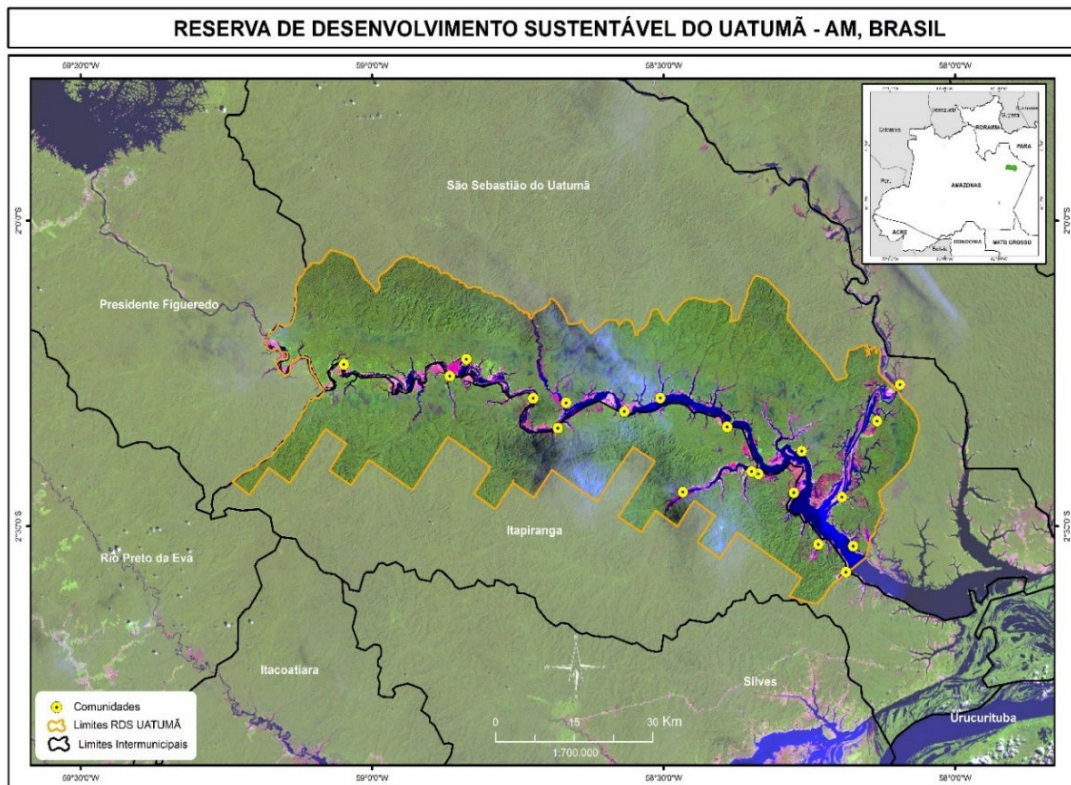 RESERVA DE DESENVOLVIMENTO SUSTENTÁVEL DO UATUMÃ - AM, BRASIL
59°30'0"W 59°0'0"W 58°30'0"W 58°0'0"W
RORAIMA
PARA
AMAZONAS
ACRE
RONDONIA
MATO GROSSO
São Sebastião do Uatumã
2°0'0"S 2°0'0"S
Presidente Figueredo
2°30'0"S 2°30'0"S
Itapiranga
Rio Preto da Evá
Itacoatiara
Silves
Urucurituba
Comunidades
Limites RDS UATUMÃ
Limites Intermunicipais
0 15 30 Km
1:700.000
59°30'0"W 59°0'0"W 58°30'0"W 58°0'0"W